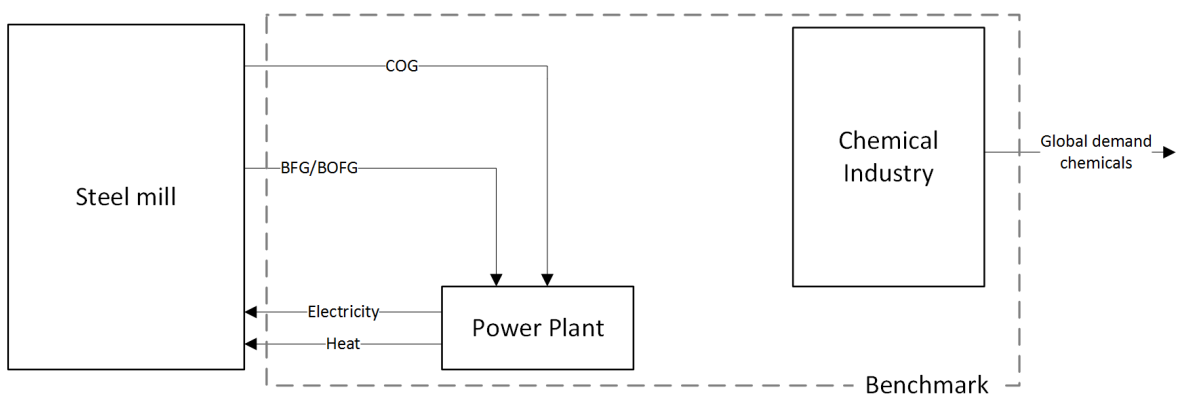 COG
BFG/BOFG
Steel mill
Electricity
Heat
Power Plant
Chemical
Industry
Global demand
chemicals
Benchmark